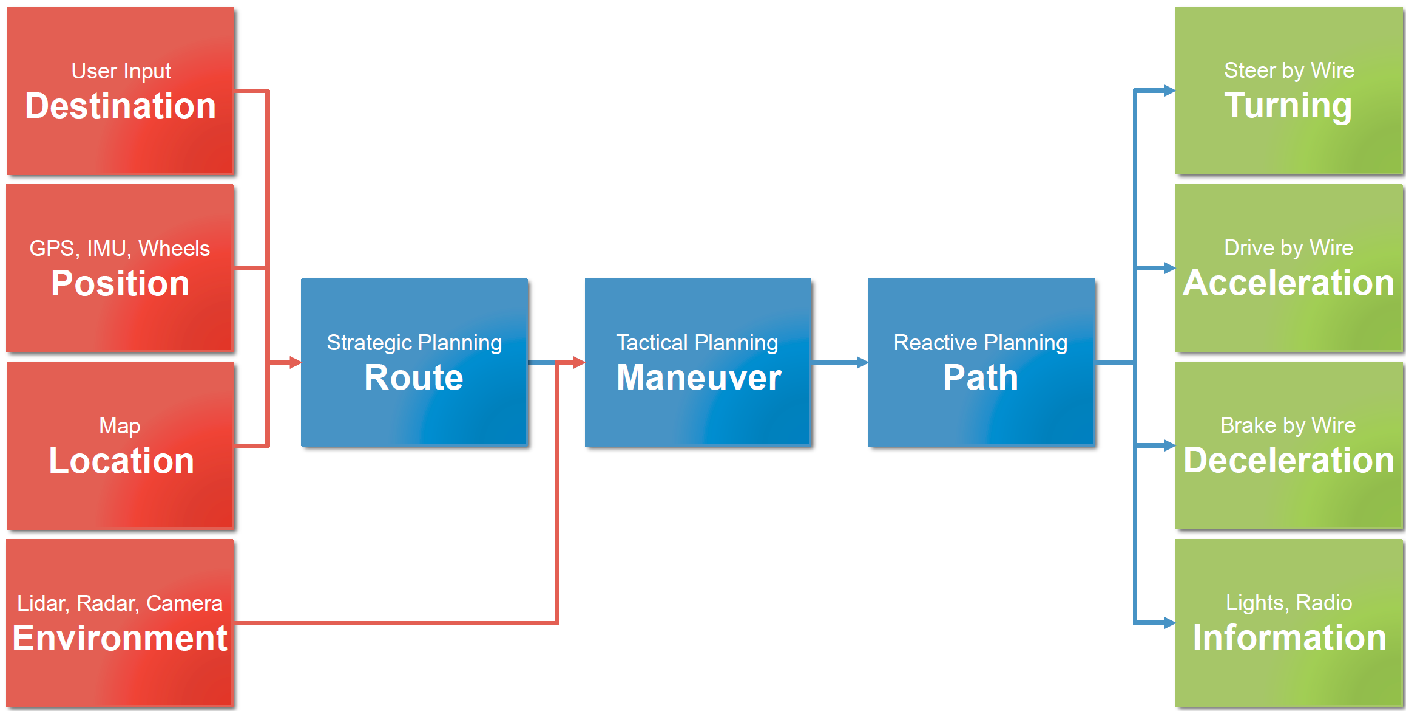 User Input
Destination
GPS, IMU, Wheels
Position
Map
Location
Lidar, Radar, Camera
Environment
Strategic Planning
Route
Tactical Planning
Maneuver
Reactive Planning
Path
Steer by Wire
Turning
Drive by Wire
Acceleration
Brake by Wire
Deceleration
Lights, Radio
Information